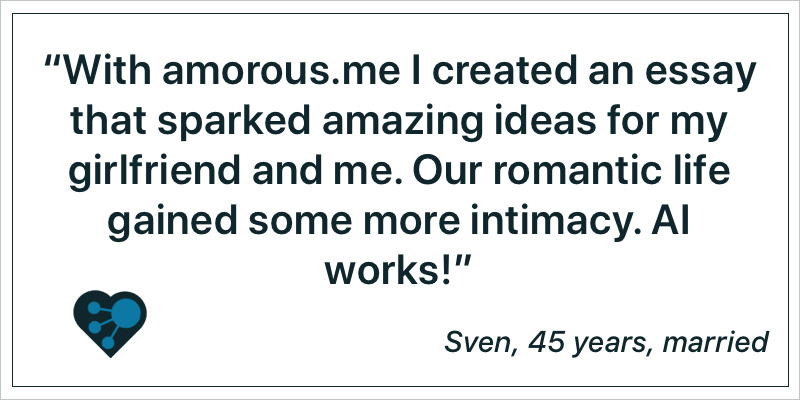 “With amorous.me I created an essay
that sparked amazing ideas for my
girlfriend and me. Our romantic life
gained some more intimacy. AI
works!”
Sven, 45 years, married